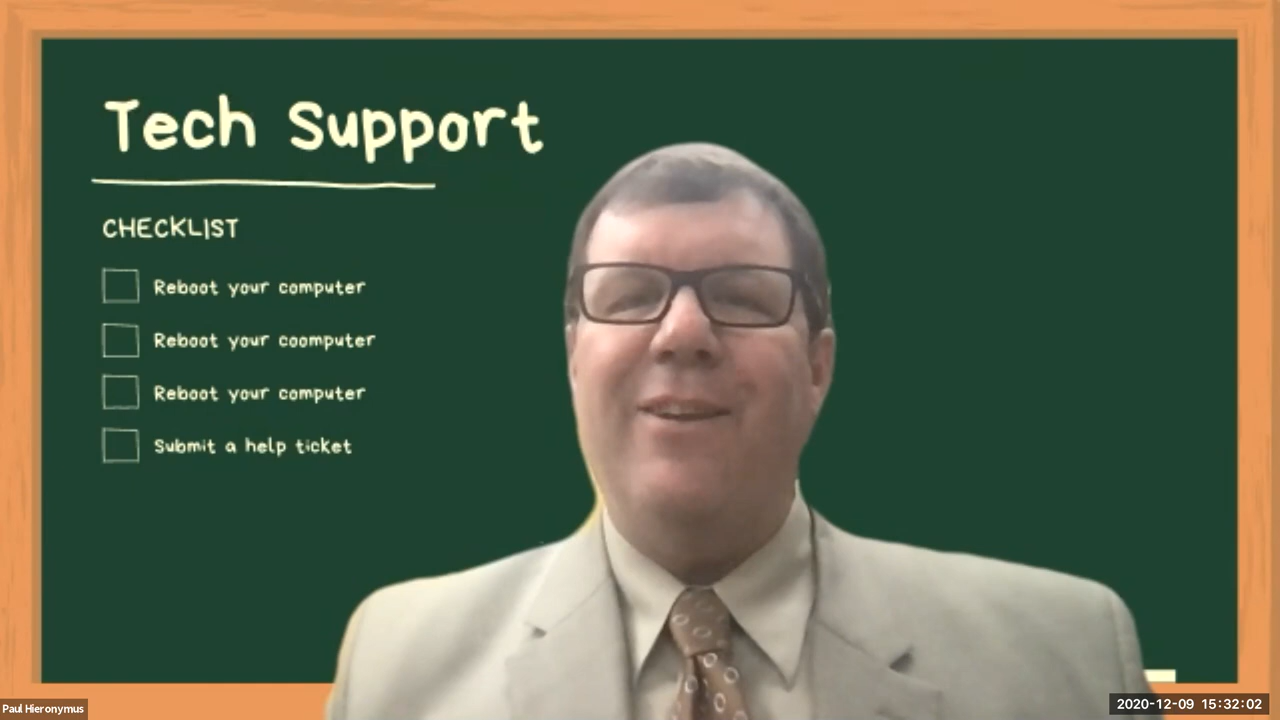 Tech Support
CHECKLIST
Reboot your computer
Reboot your coomputer
Reboot your computer
Submit a help ticket
Paul Hieronymus
2020-12-09 15:32:02